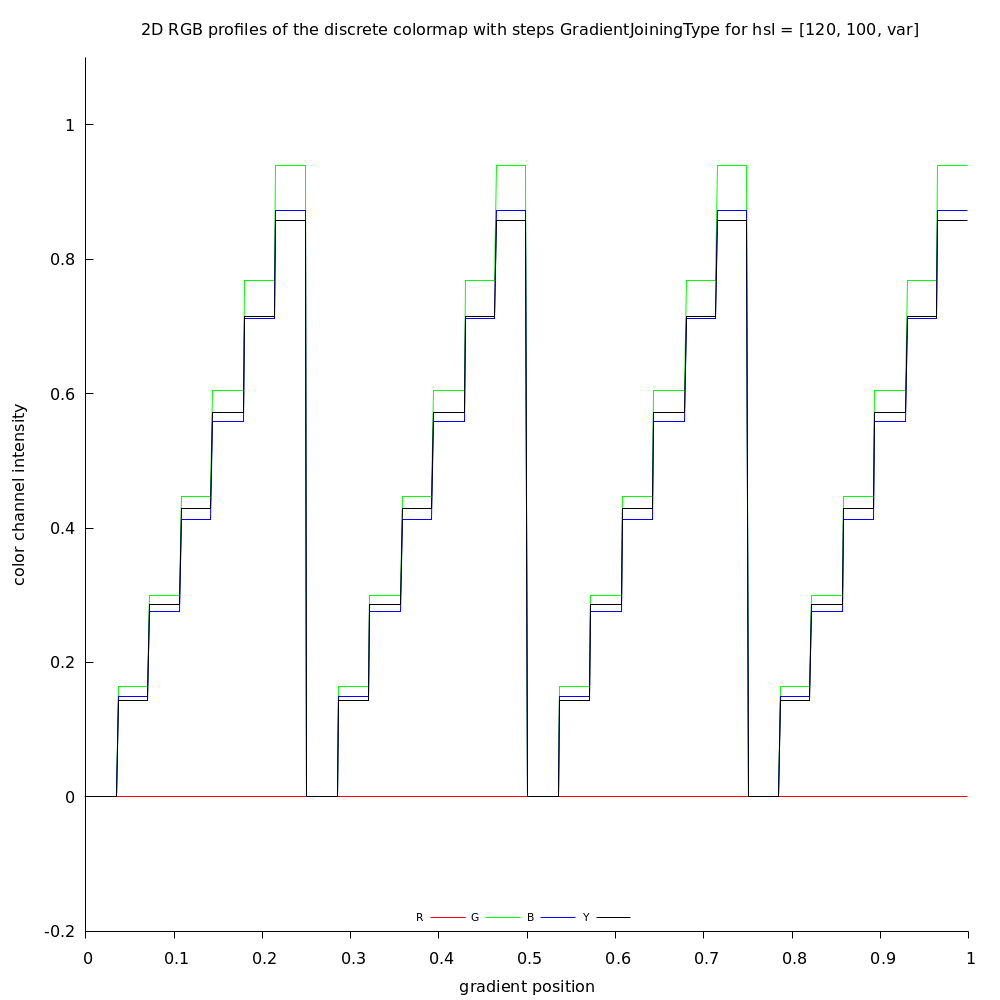 2D RGB profiles of the discrete colormap with steps GradientJoiningType for hsl = [120, 100, var]
1
0.8
0.6
0.4
0.2
0
-0.2
color channel intensity
R G B Y
0 0.1 0.2 0.3 0.4 0.5 0.6 0.7 0.8 0.9 1
gradient position